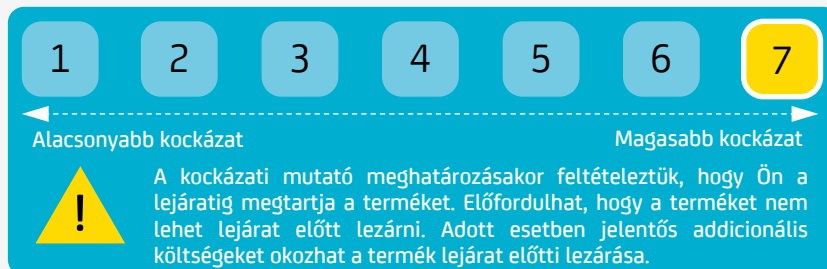 1 2 3 4 5 6 7
Alacsonyabb kockázat Magasabb kockázat
A kockázati mutató meghatározásakor feltételeztük, hogy Ön a
lejáratig megtartja a terméket. Előfordulhat, hogy a terméket nem
lehet lejárat előtt lezárni. Adott esetben jelentős addicionális
költségeket okozhat a termék lejárat előtti lezárása.
!